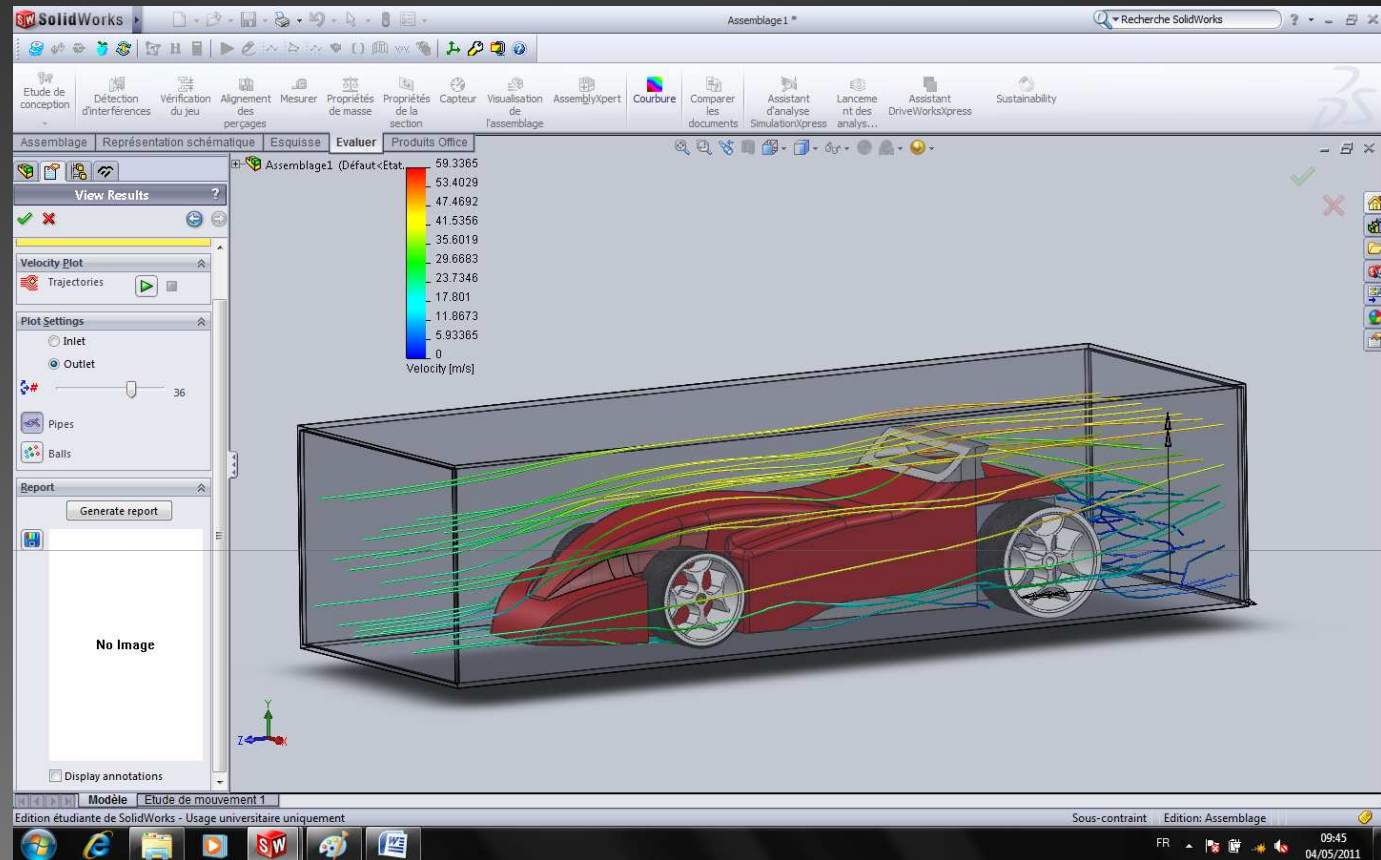 SolidWorks
Assemblage1 *
Recherche SolidWorks
Etude de conception
Détection d'interférences
Vérification du jeu
Alignement des perçages
Mesurer
Propriétés de masse
Propriétés de la section
Capteur
Visualisation de l'assemblage
AssemblyXpert
Courbure
Comparer les documents
Assistant d'analyse SimulationXpress
Lanceme nt des analys...
Assistant DriveWorksXpress
Sustainability
Assemblage Représentation schématique Esquisse Evaluer Produits Office
View Results ?
Assemblage1 (Défaut<Etat
59.3365
53.4029
47.4692
41.5356
35.6019
29.6683
23.7346
17.801
11.8673
5.93365
0
Velocity [m/s]
Velocity Plot
Trajectories
Plot Settings
Inlet
Outlet
36
Pipes
Balls
Report
Generate report
No Image
Display annotations
Y
Z X
Modèle Etude de mouvement 1
Edition étudiante de SolidWorks - Usage universitaire uniquement
Sous-contraint Edition: Assemblage
FR
09:45
04/05/2011